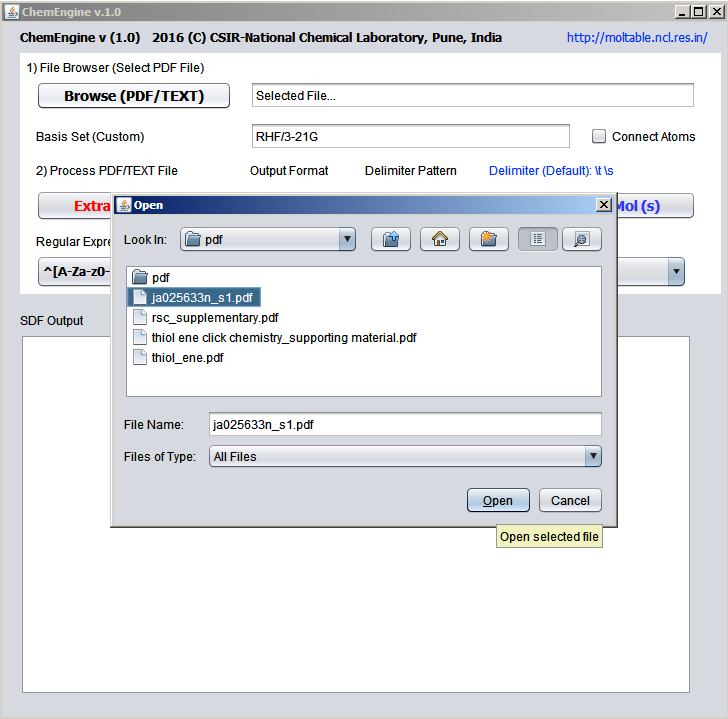 ChemEngine v.1.0
ChemEngine v (1.0) 2016 (C) CSIR-National Chemical Laboratory, Pune, India http://moltable.ncl.res.in/
1) File Browser (Select PDF File)
Browse (PDF/TEXT) Selected File...
Basis Set (Custom) RHF/3-21G Connect Atoms
2) Process PDF/TEXT File Output Format Delimiter Pattern Delimiter (Default): \t \s
Extra Mol (s)
Regular Expre
^[A-Za-z0-
SDF Output
Open
Look In: pdf
pdf
ja025633n_s1.pdf
rsc_supplementary.pdf
thiol ene click chemistry_supporting material.pdf
thiol_ene.pdf
File Name: ja025633n_s1.pdf
Files of Type: All Files
Open Cancel
Open selected file